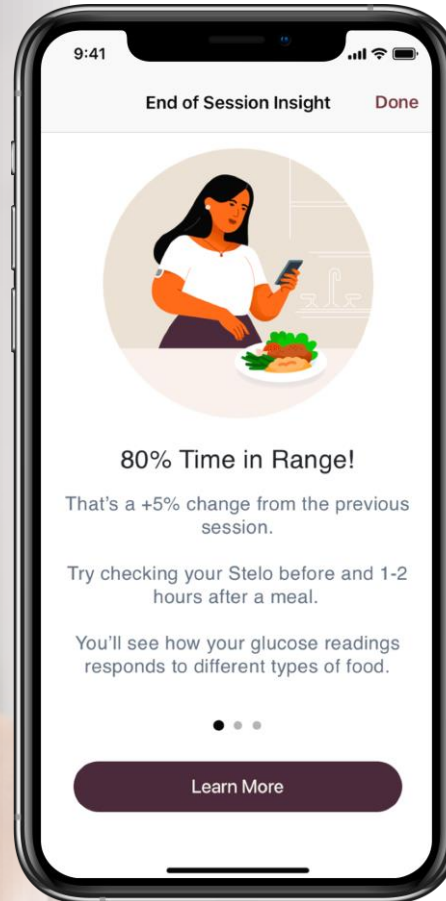 9:41
End of Session Insight
Done
80% Time in Range!
That's a +5% change from the previous
session.
Try checking your Stelo before and 1-2
hours after a meal.
You'll see how your glucose readings
responds to different types of food.
Learn More